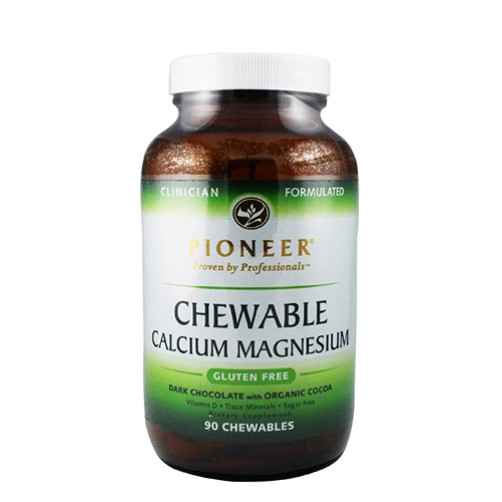 CLINICIAN FORMULATED
PIONEER®
Proven by Professionals™
CHEWABLE
CALCIUM MAGNESIUM
GLUTEN FREE
DARK CHOCOLATE with ORGANIC COCOA
Vitamin D • Trace Minerals • Sugar Free
Dietary Supplement
90 CHEWABLES